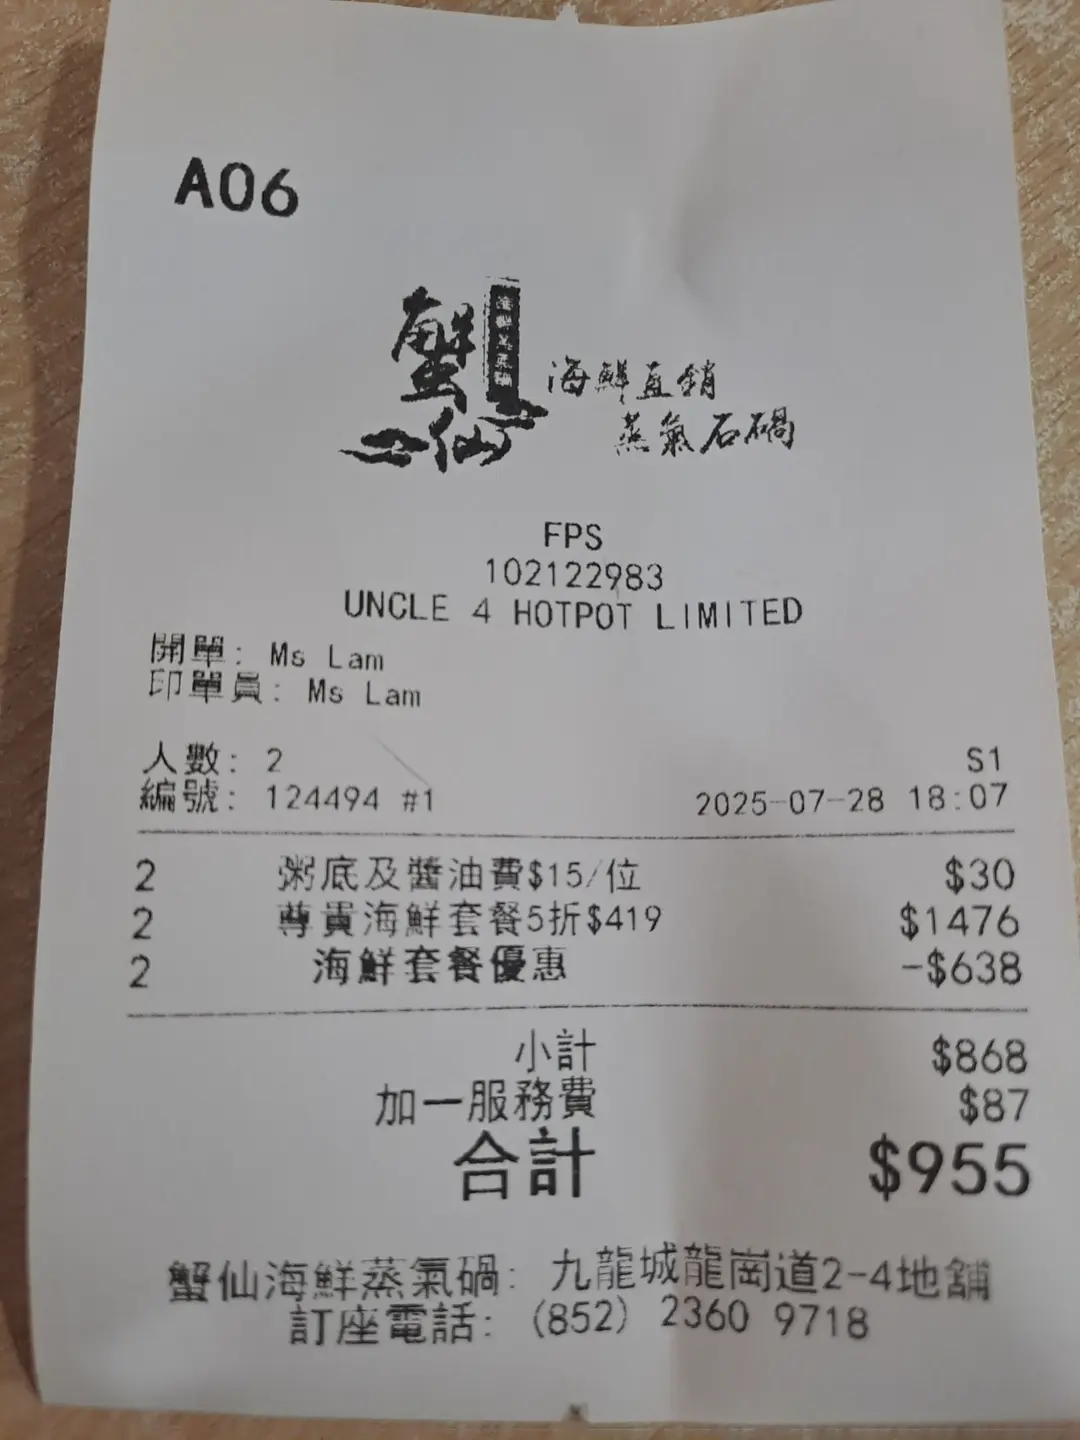 A06
蟹仙
海鮮直銷
蒸氣石鍋
FPS
102122983
UNCLE 4 HOTPOT LIMITED
開單: Ms Lam
印單員: Ms Lam
人數: 2 S1
編號: 124494 #1 2025-07-28 18:07
2 粥底及醬油費$15/位 $30
2 尊貴海鮮套餐5折$419 $1476
2 海鮮套餐優惠 -$638
小計 $868
加一服務費 $87
合計 $955
蟹仙海鮮蒸氣鍋: 九龍城龍崗道2-4地舖
訂座電話: (852) 2360 9718